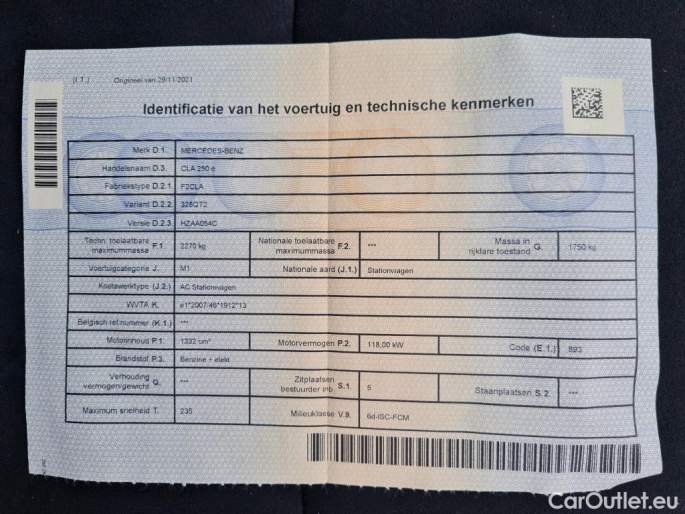 (I.1.) Origineel van 29/11/2021
Identificatie van het voertuig en technische kenmerken
Merk D.1. MERCEDES-BENZ
Handelsnaam D.3. CLA 250 e
Fabriekstype D.2.1. F2CLA
Variant D.2.2. 328QT2
Versie D.2.3. HZAA054C
Techn. toelaatbare maximummassa F.1. 2270 kg Nationale toelaatbare maximummassa F.2. *** Massa in rijklare toestand G. 1750 kg
Voertuigcategorie J. M1 Nationale aard (J.1.) Stationwagen
Koetswerktype (J.2.) AC Stationwagen
WVTA K. e1*2007/46*1912*13
Belgisch ref.nummer (K.1.) ***
Motorinhoud P.1. 1332 cm³ Motorvermogen P.2. 118,00 kW Code (E.1.) 893
Brandstof P.3. Benzine + elekt
Verhouding vermogen/gewicht Q. *** Zitplaatsen bestuurder inb. S.1. 5 Staanplaatsen S.2. ***
Maximum snelheid T. 235 Milieuklasse V.9. 6d-ISC-FCM
CarOutlet.eu